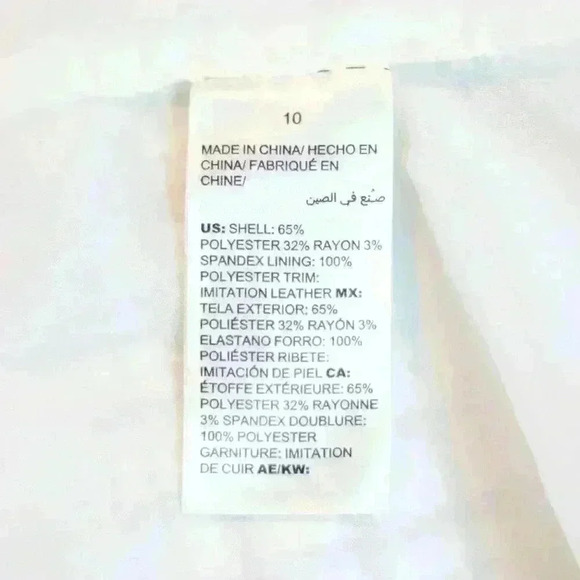 10
MADE IN CHINA/ HECHO EN
CHINA/ FABRIQUÉ EN
CHINE/
صنع في الصين
US: SHELL: 65%
POLYESTER 32% RAYON 3%
SPANDEX LINING: 100%
POLYESTER TRIM:
IMITATION LEATHER MX:
TELA EXTERIOR: 65%
POLIÉSTER 32% RAYÓN 3%
ELASTANO FORRO: 100%
POLIÉSTER RIBETE:
IMITACIÓN DE PIEL CA:
ÉTOFFE EXTÉRIEURE: 65%
POLYESTER 32% RAYONNE
3% SPANDEX DOUBLURE:
100% POLYESTER
GARNITURE: IMITATION
DE CUIR AE/KW: